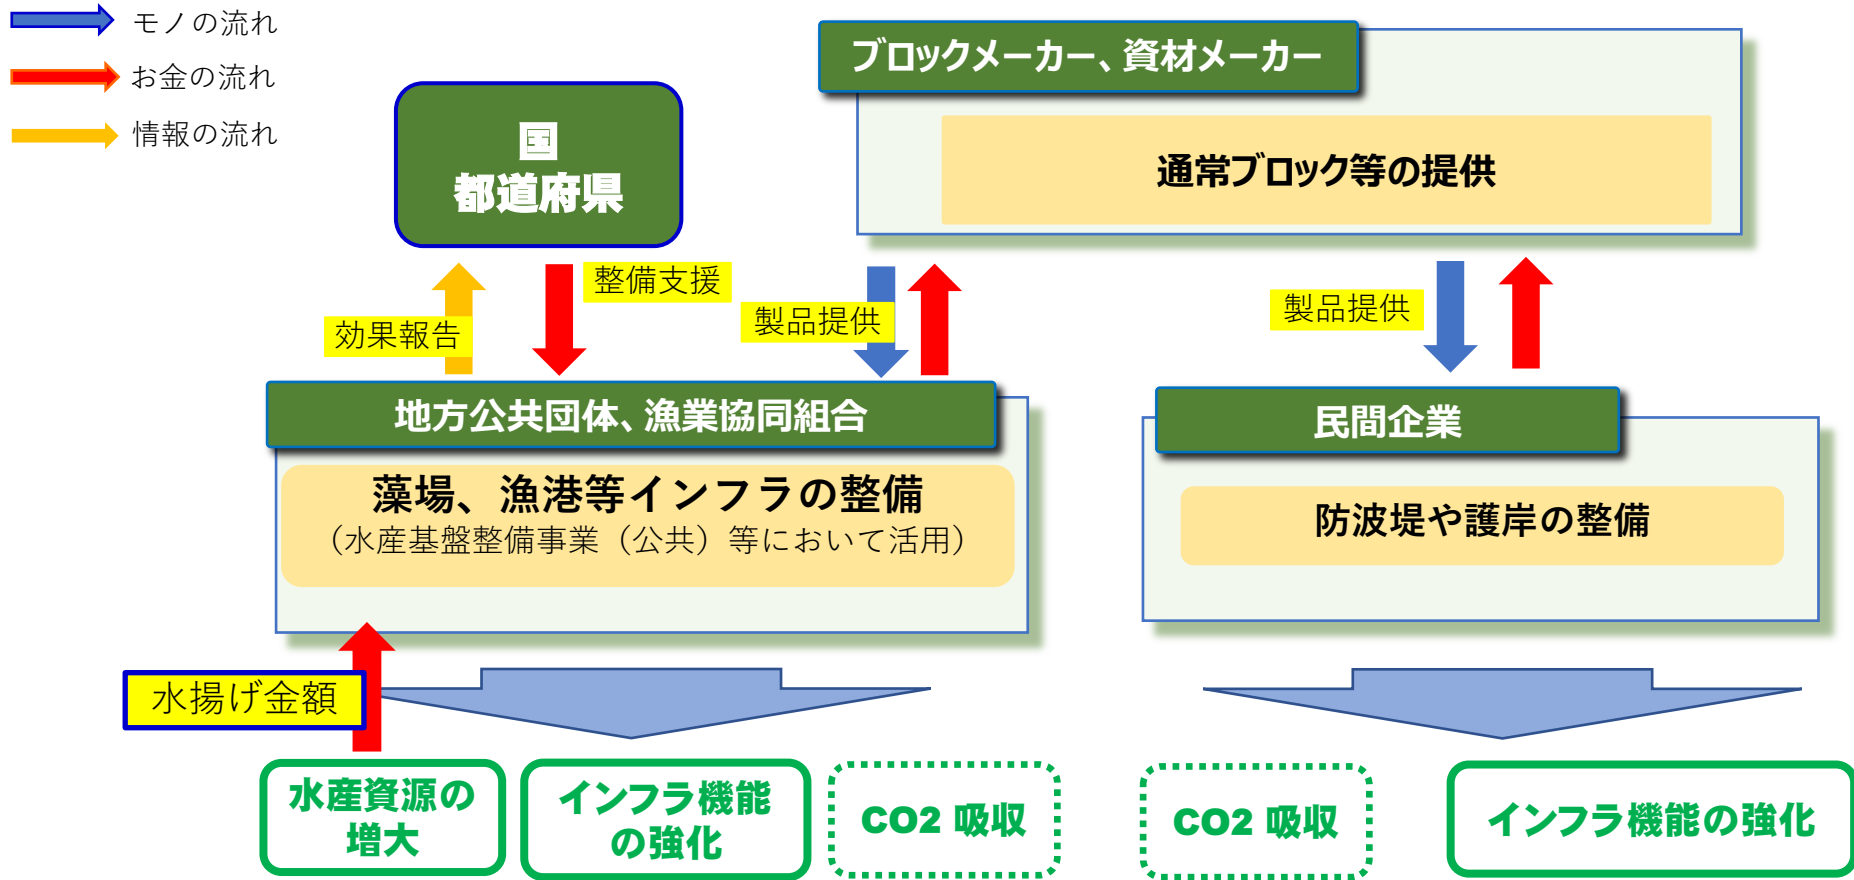 モノの流れ
お金の流れ
情報の流れ
国
都道府県
ブロックメーカー、資材メーカー
通常ブロック等の提供
整備支援
効果報告
製品提供
製品提供
地方公共団体、漁業協同組合
藻場、漁港等インフラの整備
（水産基盤整備事業（公共）等において活用）
民間企業
防波堤や護岸の整備
水揚げ金額
水産資源の
増大
インフラ機能
の強化
CO2 吸収
CO2 吸収
インフラ機能の強化